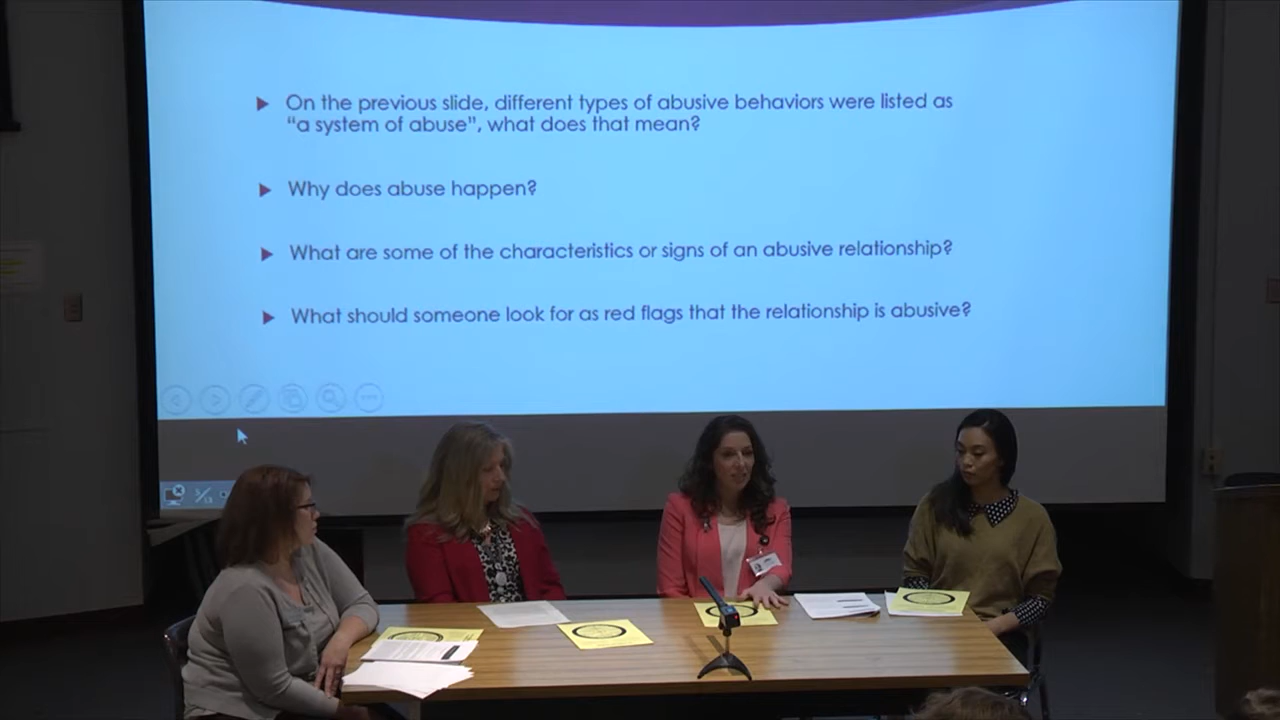 On the previous slide, different types of abusive behaviors were listed as
“a system of abuse”, what does that mean?
Why does abuse happen?
What are some of the characteristics or signs of an abusive relationship?
What should someone look for as red flags that the relationship is abusive?